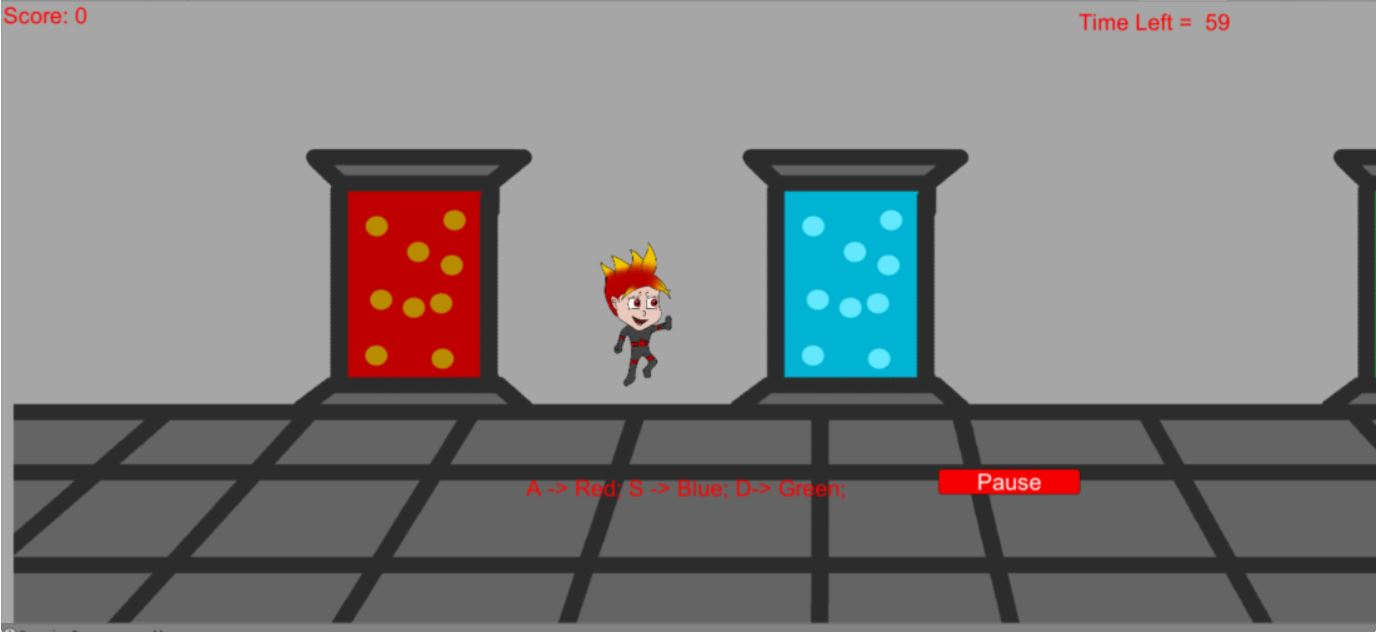 Score: 0
Time Left = 59
A -> Red; S -> Blue; D-> Green;
Pause